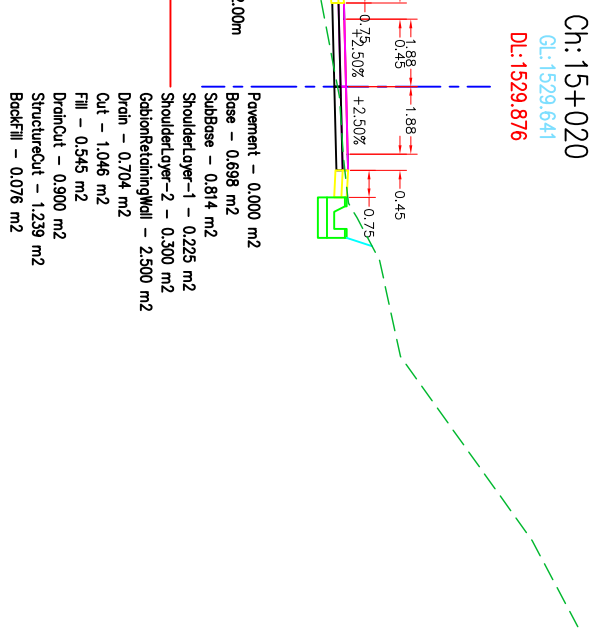 Ch: 15+020
GL:1529.641
DL:1529.876
1.88
0.45
0.75
+2.50%
1.88
+2.50%
0.45
0.75
2.00m
Pavement - 0.000 m2
Base - 0.698 m2
SubBase - 0.814 m2
ShoulderLayer-1 - 0.225 m2
ShoulderLayer-2 - 0.300 m2
GabionRetainingWall - 2.500 m2
Drain - 0.704 m2
Cut - 1.046 m2
Fill - 0.545 m2
DrainCut - 0.900 m2
StructureCut - 1.239 m2
BackFill - 0.076 m2